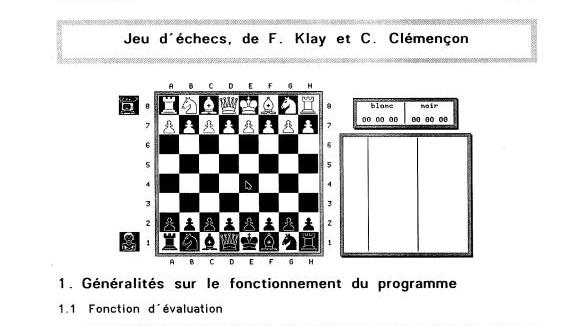 Jeu d´échecs, de F. Klay et C. Clémençon
A B C D E F G H
8 8
7 7
6 6
5 5
4 4
3 3
2 2
1 1
A B C D E F G H
blanc noir
00 00 00 00 00 00
1. Généralités sur le fonctionnement du programme
1.1 Fonction d´évaluation